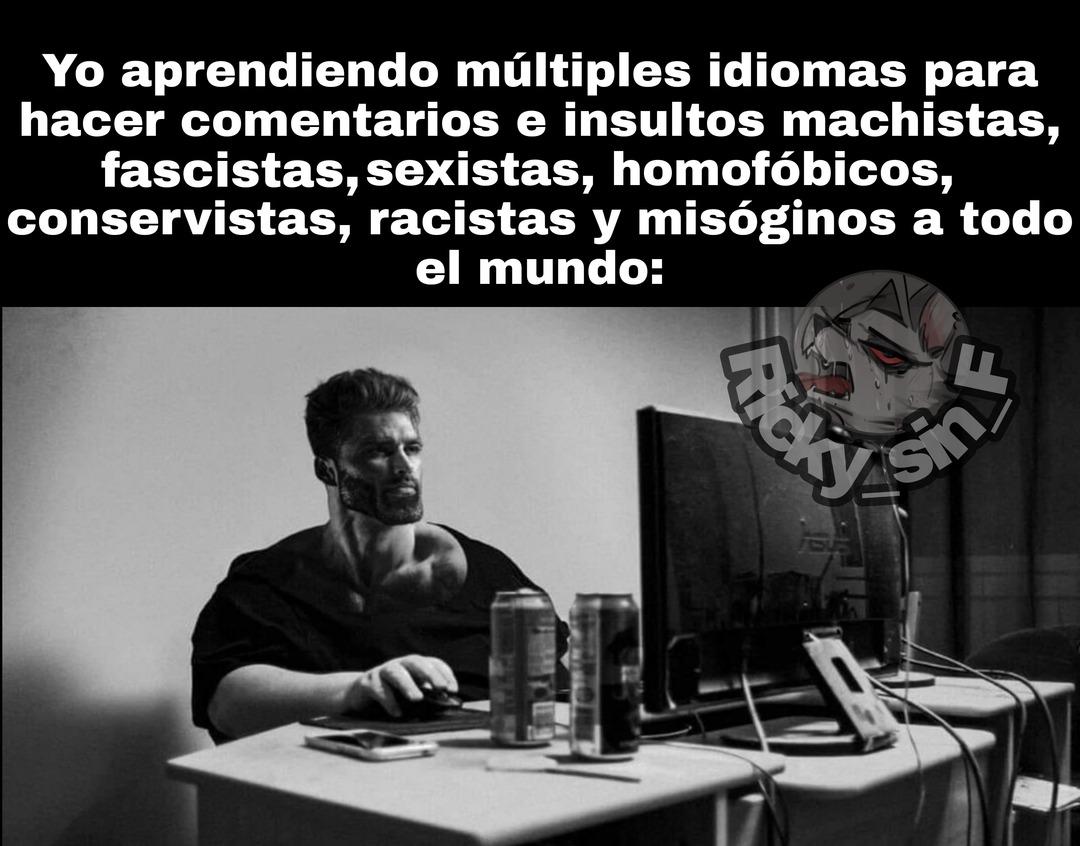 Yo aprendiendo múltiples idiomas para
hacer comentarios e insultos machistas,
fascistas, sexistas, homofóbicos,
conservistas, racistas y misóginos a todo
el mundo:
Ricky_sin_F
ASUS